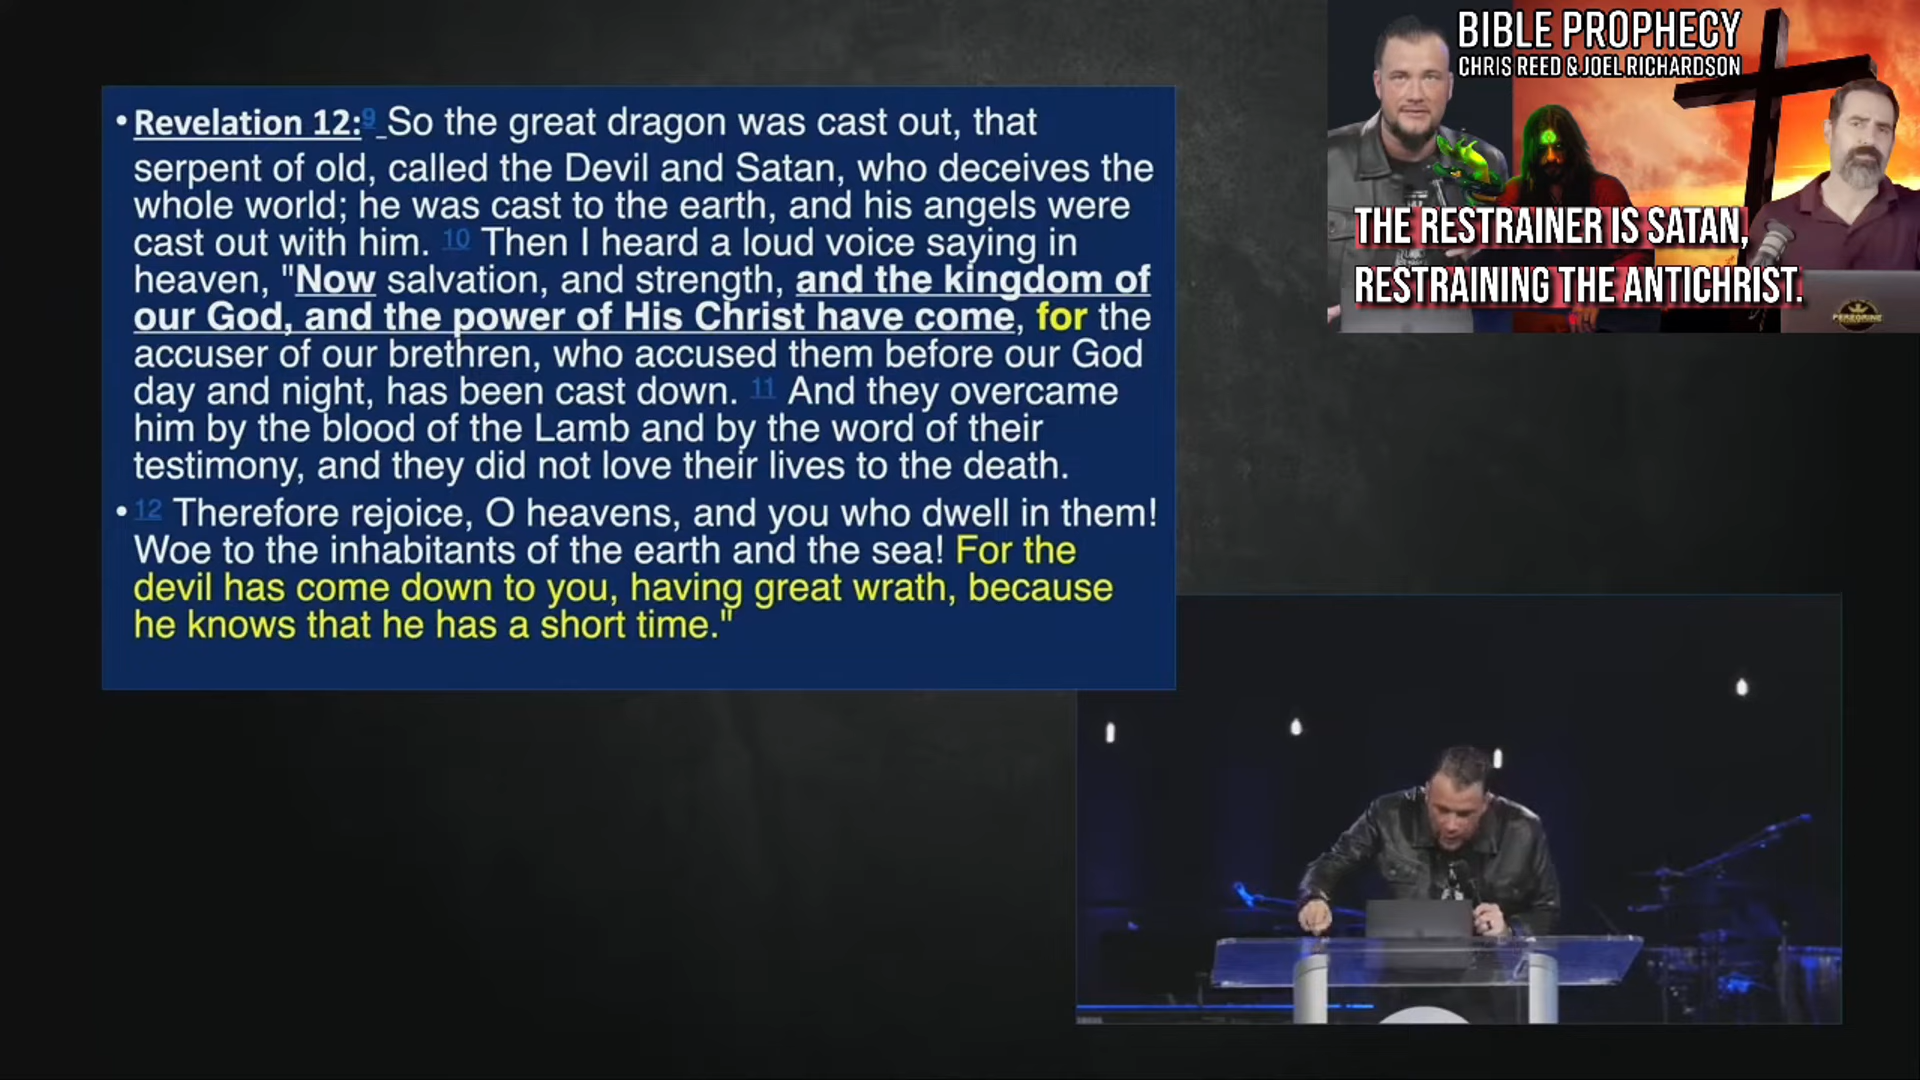 • Revelation 12:9 So the great dragon was cast out, that
serpent of old, called the Devil and Satan, who deceives the
whole world; he was cast to the earth, and his angels were
cast out with him. 10 Then I heard a loud voice saying in
heaven, "Now salvation, and strength, and the kingdom of
our God, and the power of His Christ have come, for the
accuser of our brethren, who accused them before our God
day and night, has been cast down. 11 And they overcame
him by the blood of the Lamb and by the word of their
testimony, and they did not love their lives to the death.
• 12 Therefore rejoice, O heavens, and you who dwell in them!
Woe to the inhabitants of the earth and the sea! For the
devil has come down to you, having great wrath, because
he knows that he has a short time."
BIBLE PROPHECY
CHRIS REED & JOEL RICHARDSON
THE RESTRAINER IS SATAN,
RESTRAINING THE ANTICHRIST.
PEREGRINE